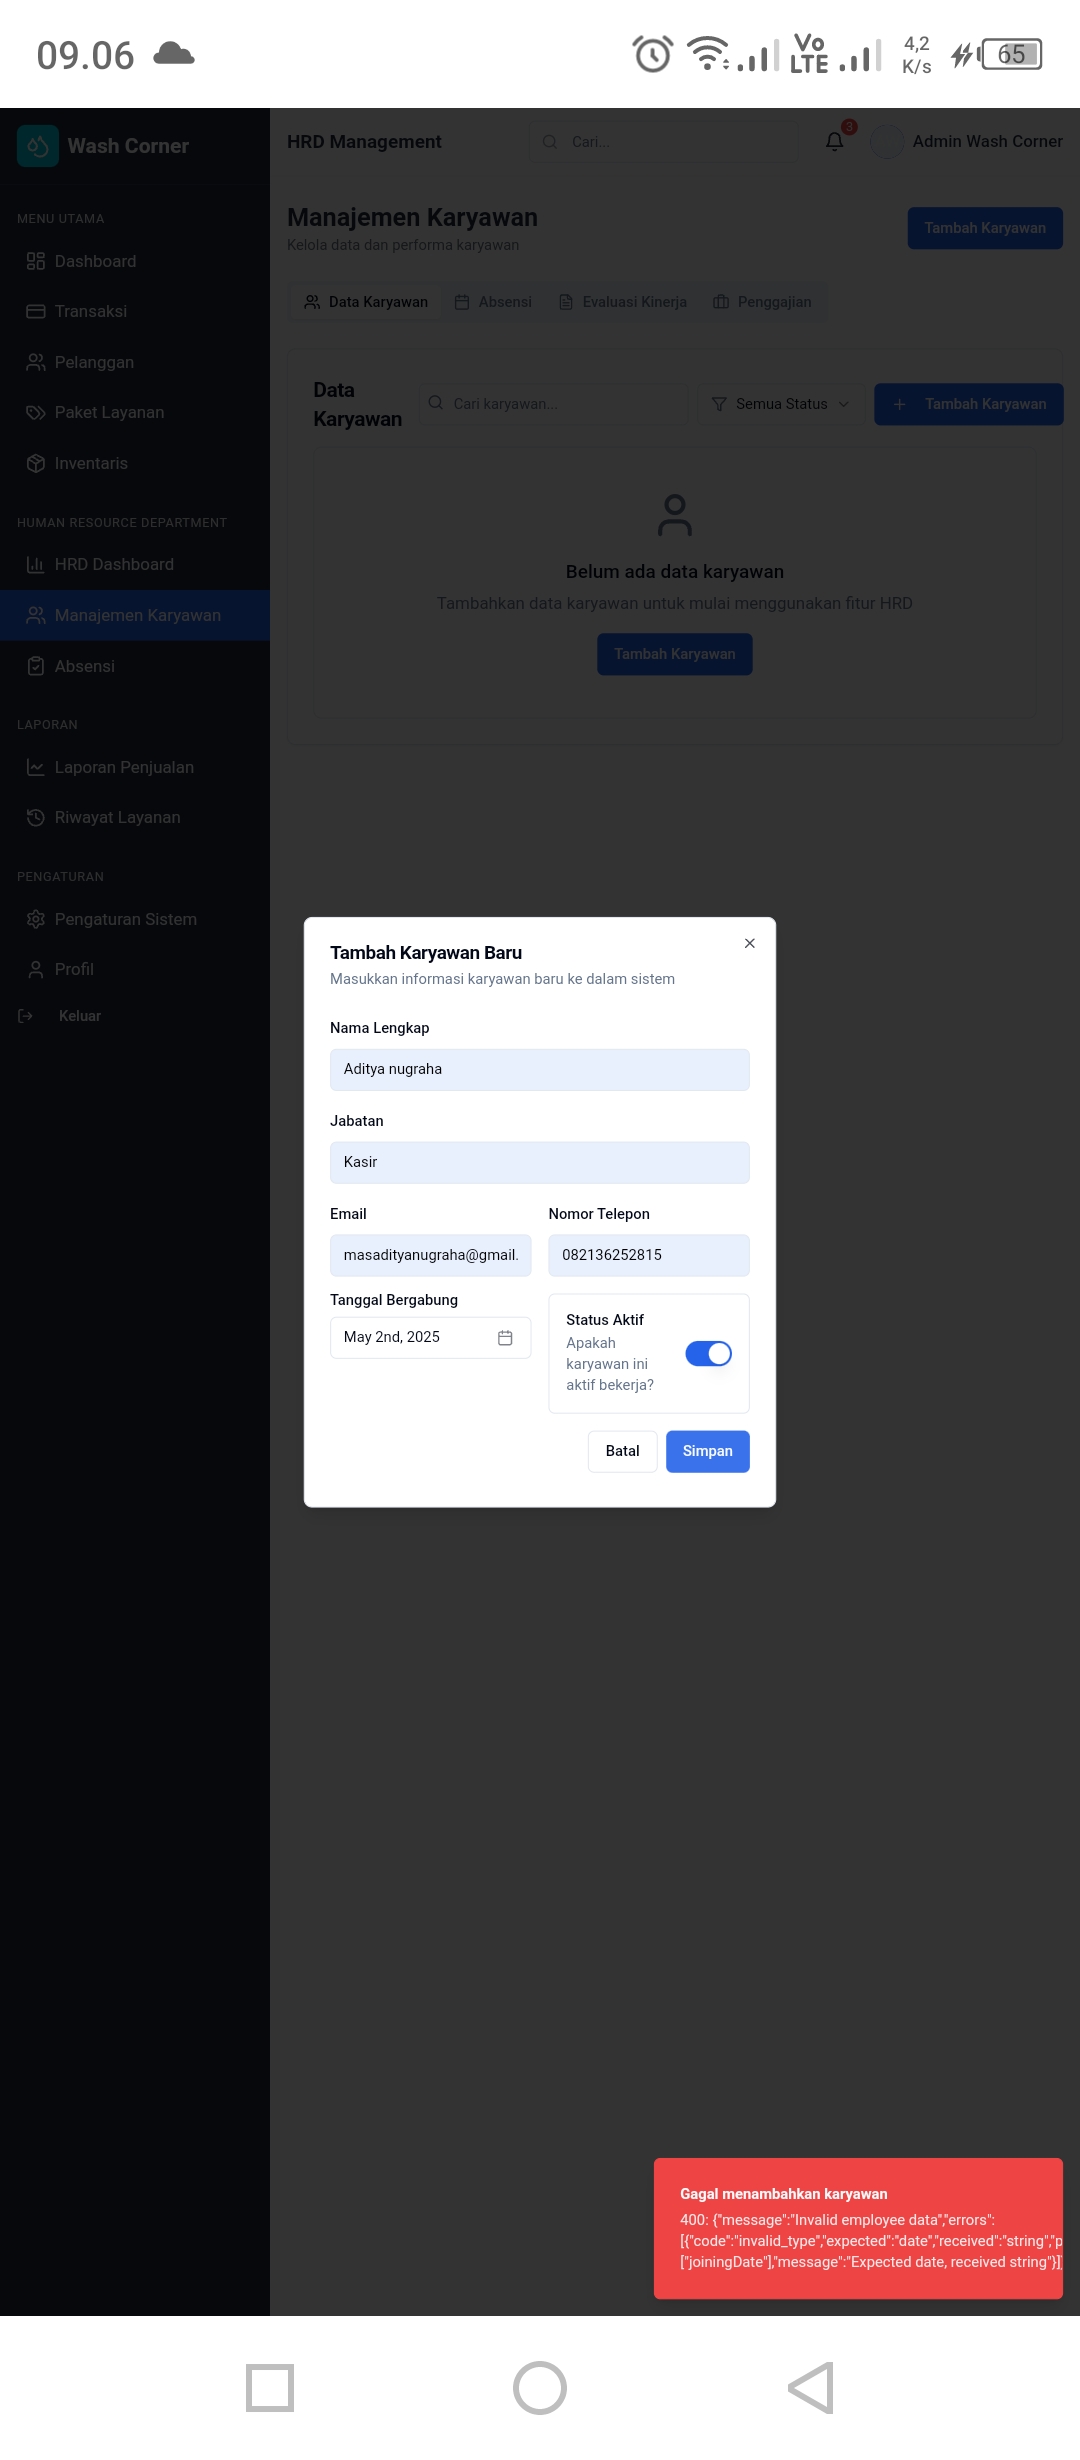 09.06
Vo
LTE
4,2
K/s
65
Wash Corner
HRD Management
Cari...
3
Admin Wash Corner
MENU UTAMA
Dashboard
Transaksi
Pelanggan
Paket Layanan
Inventaris
HUMAN RESOURCE DEPARTMENT
HRD Dashboard
Manajemen Karyawan
Absensi
LAPORAN
Laporan Penjualan
Riwayat Layanan
PENGATURAN
Pengaturan Sistem
Profil
Keluar
Manajemen Karyawan
Kelola data dan performa karyawan
Tambah Karyawan
Data Karyawan
Absensi
Evaluasi Kinerja
Penggajian
Data
Karyawan
Cari karyawan...
Semua Status
Tambah Karyawan
Belum ada data karyawan
Tambahkan data karyawan untuk mulai menggunakan fitur HRD
Tambah Karyawan
Tambah Karyawan Baru
Masukkan informasi karyawan baru ke dalam sistem
Nama Lengkap
Aditya nugraha
Jabatan
Kasir
Email
masadityanugraha@gmail.
Nomor Telepon
082136252815
Tanggal Bergabung
May 2nd, 2025
Status Aktif
Apakah
karyawan ini
aktif bekerja?
Batal
Simpan
Gagal menambahkan karyawan
400: {"message":"Invalid employee data","errors":
[{"code":"invalid_type","expected":"date","received":"string","p
["joiningDate"],"message":"Expected date, received string"}]